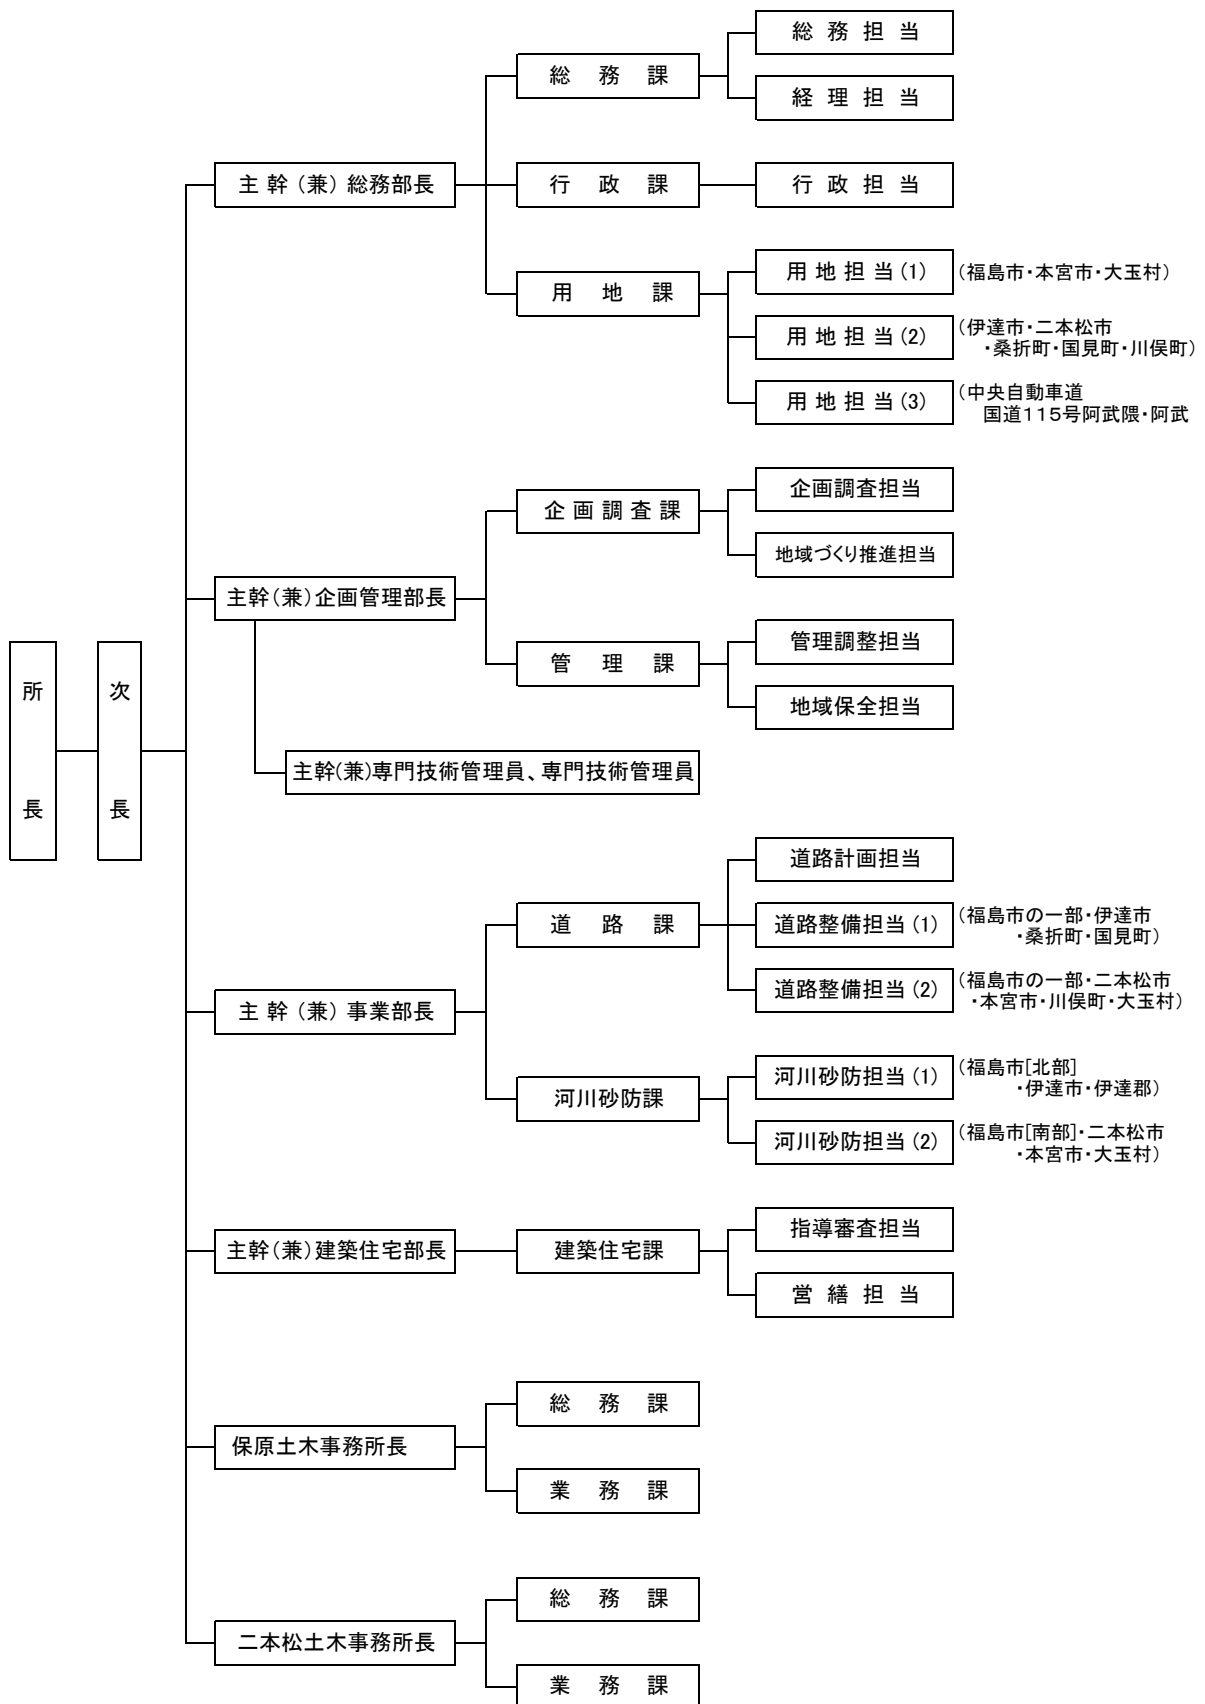 所長
次長
主 幹 （兼） 総務部長
総 務 課
総 務 担 当
経 理 担 当
行 政 課
行 政 担 当
用 地 課
用 地 担 当 (1)
（福島市・本宮市・大玉村）
用 地 担 当 (2)
（伊達市・二本松市
・桑折町・国見町・川俣町）
用 地 担 当 (3)
（中央自動車道
国道１１５号阿武隈・阿武
主幹（兼）企画管理部長
企 画 調 査 課
企画調査担当
地域づくり推進担当
管 理 課
管理調整担当
地域保全担当
主幹(兼)専門技術管理員、専門技術管理員
主 幹 （兼） 事業部長
道 路 課
道路計画担当
道路整備担当 (1)
（福島市の一部・伊達市
・桑折町・国見町）
道路整備担当 (2)
（福島市の一部・二本松市
・本宮市・川俣町・大玉村）
河川砂防課
河川砂防担当 (1)
（福島市[北部]
・伊達市・伊達郡）
河川砂防担当 (2)
（福島市[南部]・二本松市
・本宮市・大玉村）
主幹（兼）建築住宅部長
建築住宅課
指導審査担当
営 繕 担 当
保原土木事務所長
総 務 課
業 務 課
二本松土木事務所長
総 務 課
業 務 課